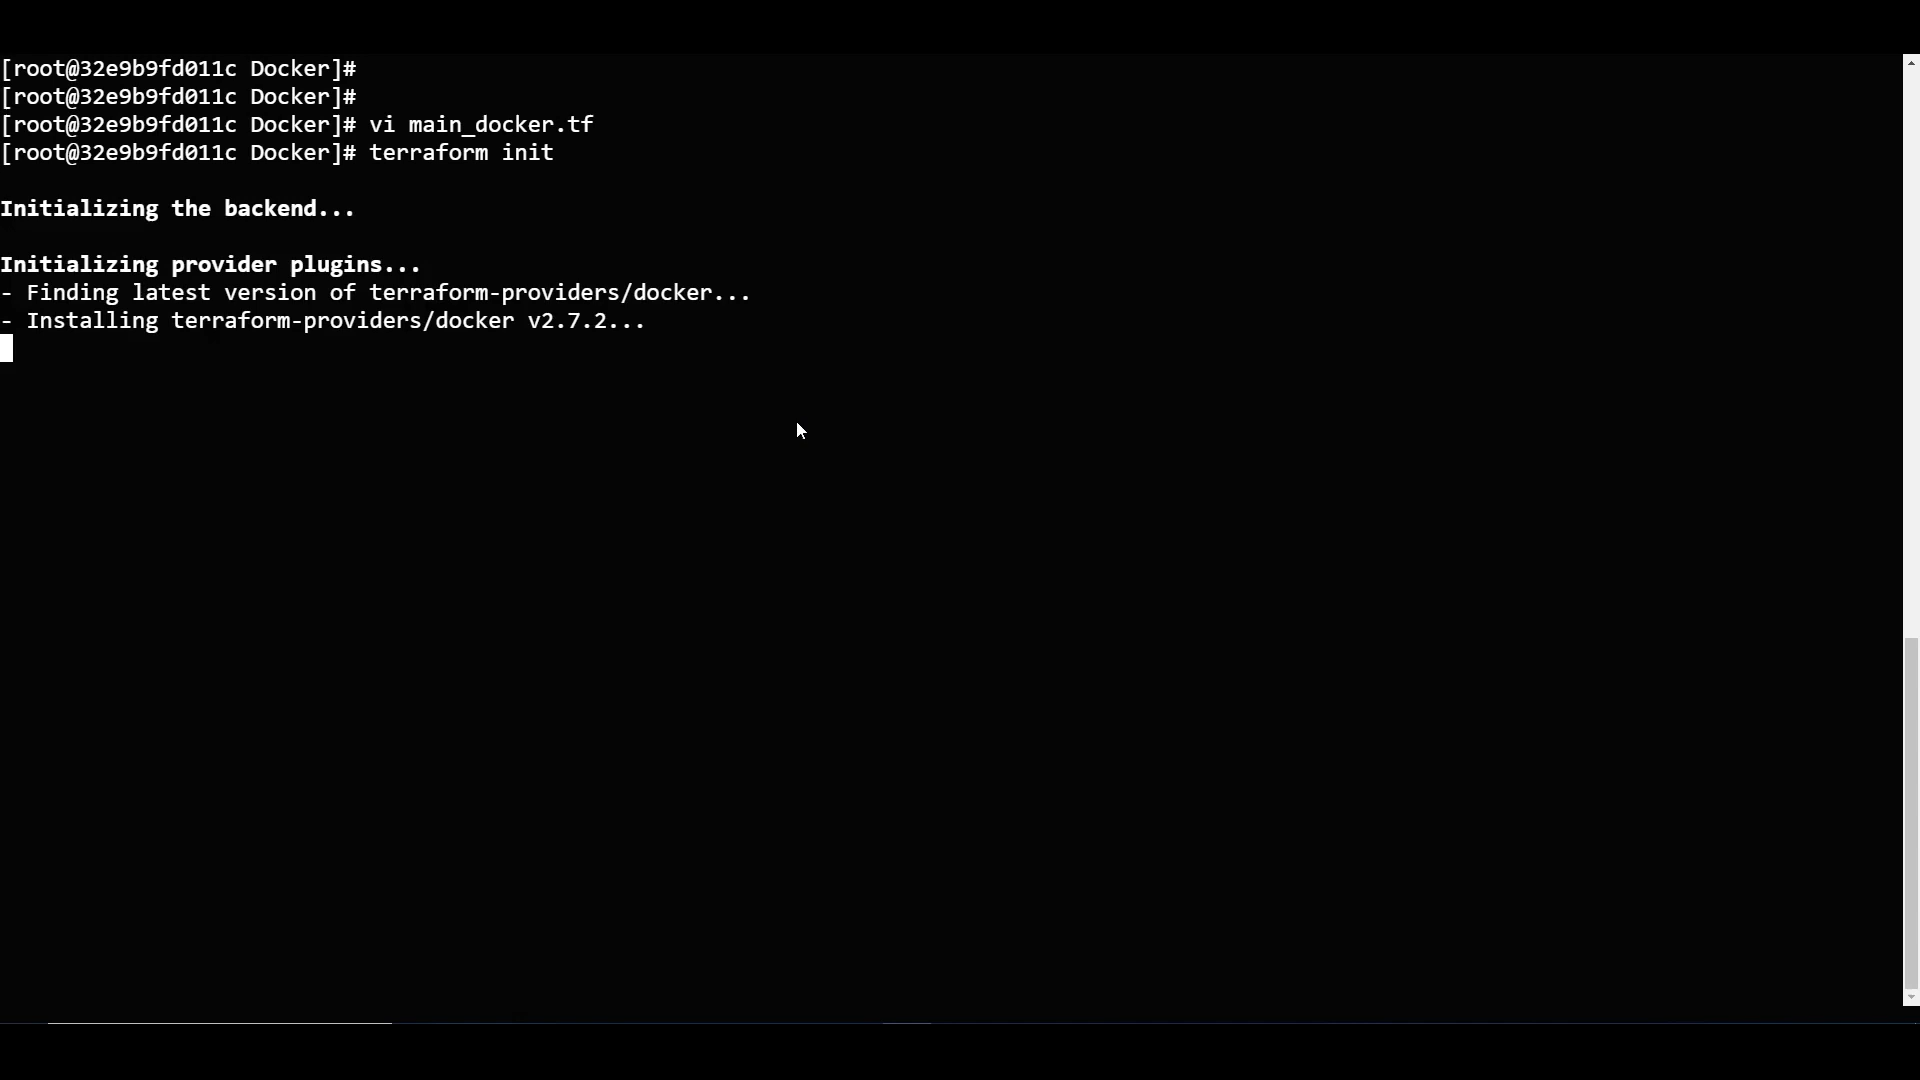 [root@32e9b9fd011c Docker]#
[root@32e9b9fd011c Docker]#
[root@32e9b9fd011c Docker]# vi main_docker.tf
[root@32e9b9fd011c Docker]# terraform init
Initializing the backend...
Initializing provider plugins...
- Finding latest version of terraform-providers/docker...
- Installing terraform-providers/docker v2.7.2...